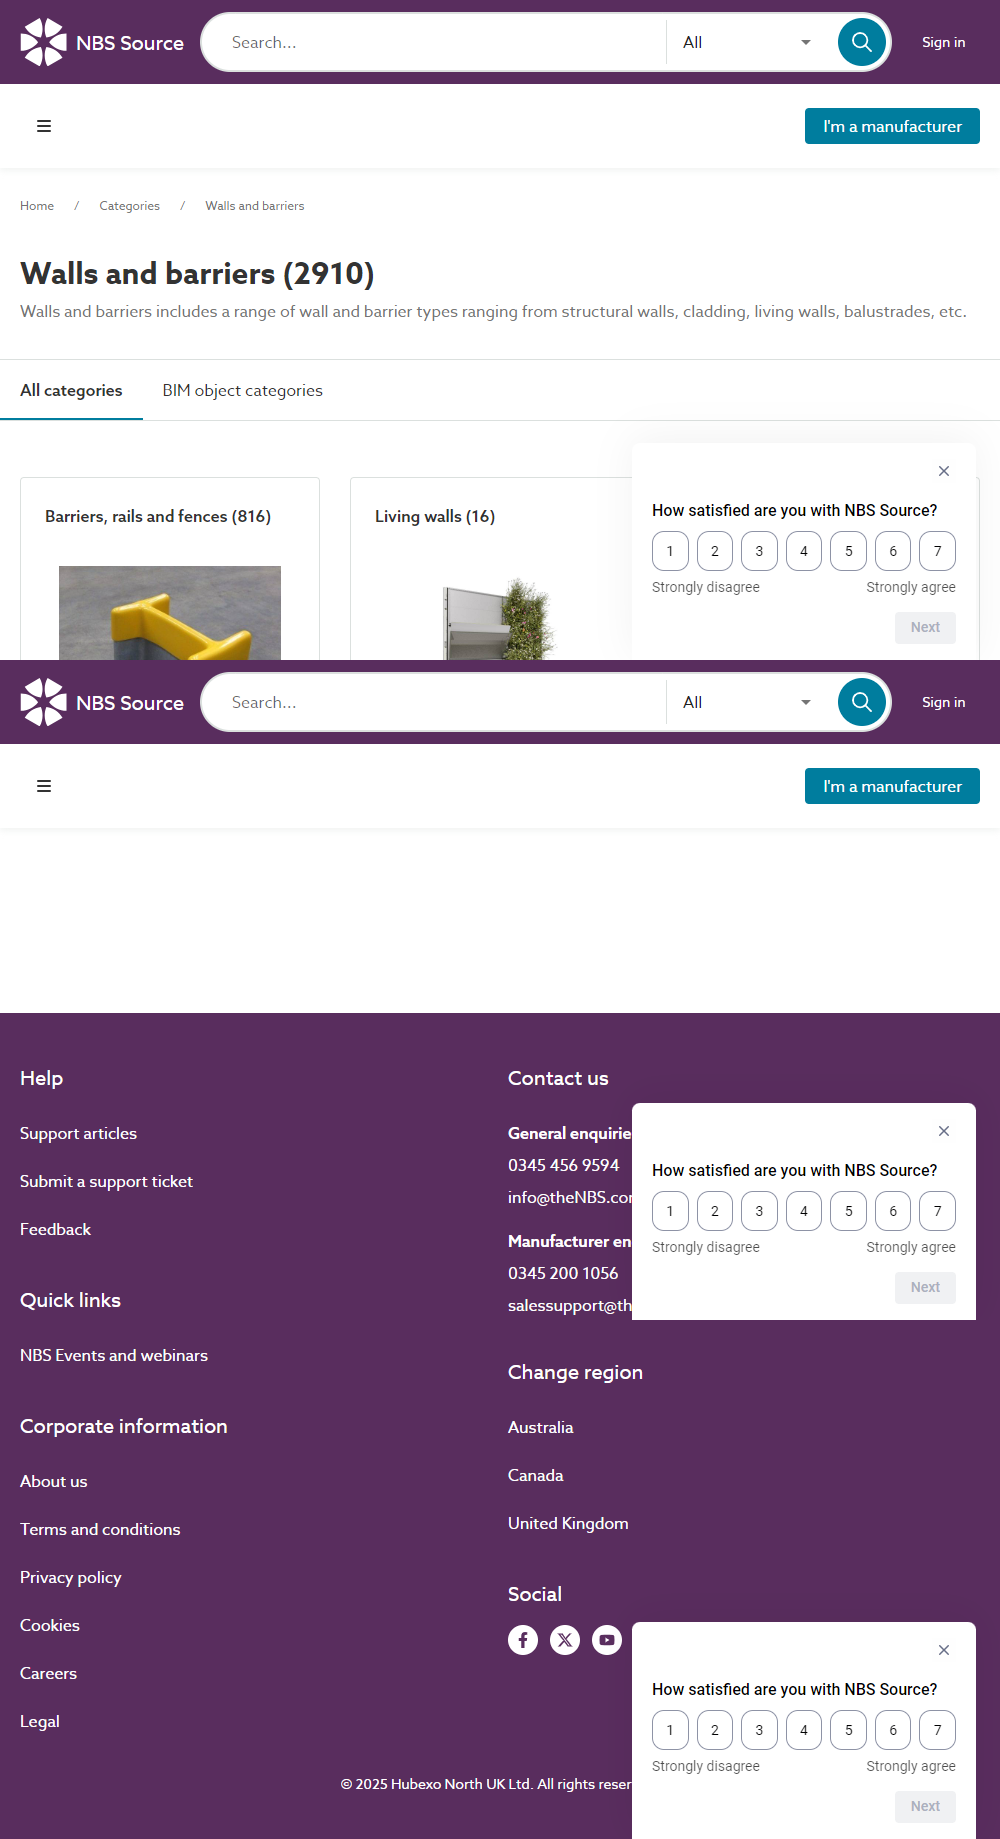 NBS Source
Search...
All
Sign in
I'm a manufacturer
Home / Categories / Walls and barriers
Walls and barriers (2910)
Walls and barriers includes a range of wall and barrier types ranging from structural walls, cladding, living walls, balustrades, etc.
All categories
BIM object categories
Barriers, rails and fences (816)
Living walls (16)
How satisfied are you with NBS Source?
1 2 3 4 5 6 7
Strongly disagree Strongly agree
Next
NBS Source
Search...
All
Sign in
I'm a manufacturer
Help
Support articles
Submit a support ticket
Feedback
Quick links
NBS Events and webinars
Corporate information
About us
Terms and conditions
Privacy policy
Cookies
Careers
Legal
Contact us
General enquirie
0345 456 9594
info@theNBS.co
Manufacturer en
0345 200 1056
salessupport@th
How satisfied are you with NBS Source?
1 2 3 4 5 6 7
Strongly disagree Strongly agree
Next
Change region
Australia
Canada
United Kingdom
Social
How satisfied are you with NBS Source?
1 2 3 4 5 6 7
Strongly disagree Strongly agree
Next
© 2025 Hubexo North UK Ltd. All rights reser